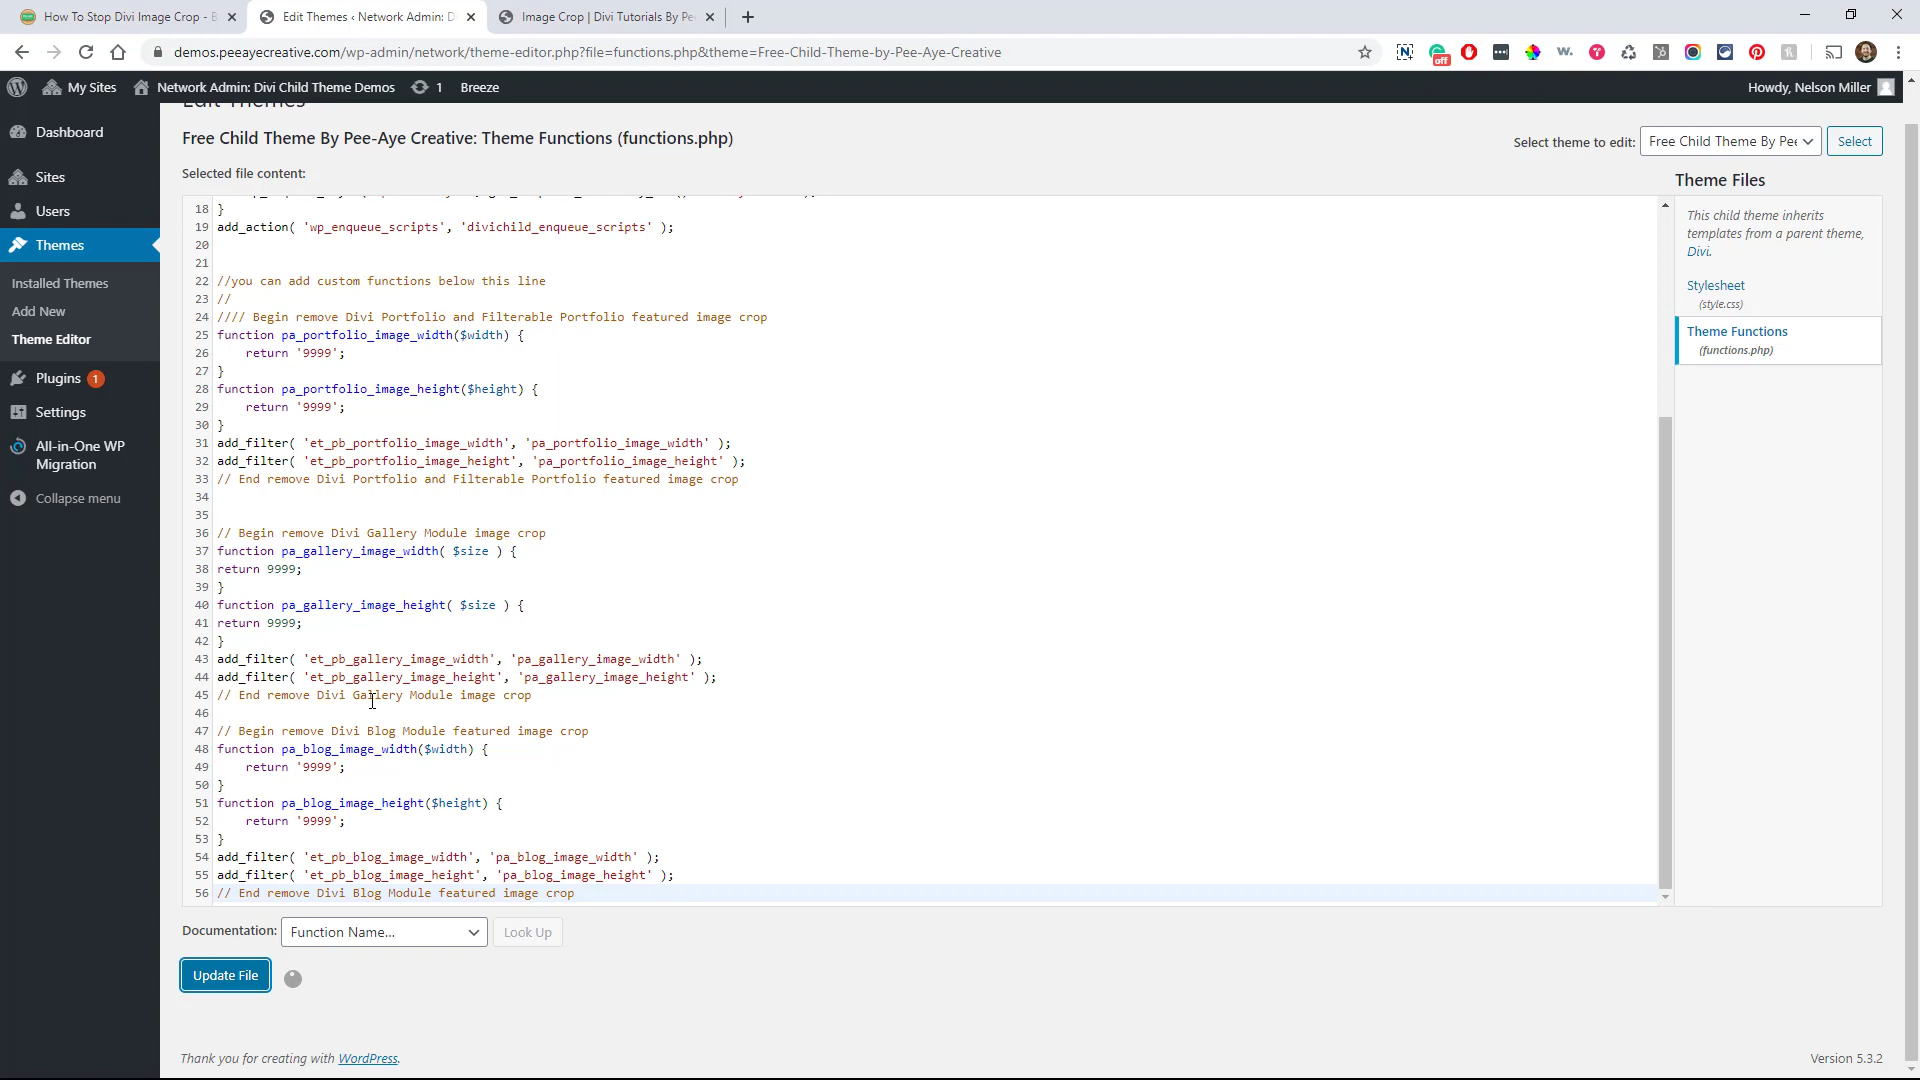 How To Stop Divi Image Crop - B
Edit Themes ‹ Network Admin: D
Image Crop | Divi Tutorials By Pe
demos.peeayecreative.com/wp-admin/network/theme-editor.php?file=functions.php&theme=Free-Child-Theme-by-Pee-Aye-Creative
off
My Sites
Network Admin: Divi Child Theme Demos
1
Breeze
Howdy, Nelson Miller
Dashboard
Sites
Users
Themes
Installed Themes
Add New
Theme Editor
Plugins 1
Settings
All-in-One WP
Migration
Collapse menu
Edit Themes
Free Child Theme By Pee-Aye Creative: Theme Functions (functions.php)
Select theme to edit:
Free Child Theme By Pee
Select
Selected file content:
18 }
19 add_action( 'wp_enqueue_scripts', 'divichild_enqueue_scripts' );
20
21
22 //you can add custom functions below this line
23 //
24 //// Begin remove Divi Portfolio and Filterable Portfolio featured image crop
25 function pa_portfolio_image_width($width) {
26 return '9999';
27 }
28 function pa_portfolio_image_height($height) {
29 return '9999';
30 }
31 add_filter( 'et_pb_portfolio_image_width', 'pa_portfolio_image_width' );
32 add_filter( 'et_pb_portfolio_image_height', 'pa_portfolio_image_height' );
33 // End remove Divi Portfolio and Filterable Portfolio featured image crop
34
35
36 // Begin remove Divi Gallery Module image crop
37 function pa_gallery_image_width( $size ) {
38 return 9999;
39 }
40 function pa_gallery_image_height( $size ) {
41 return 9999;
42 }
43 add_filter( 'et_pb_gallery_image_width', 'pa_gallery_image_width' );
44 add_filter( 'et_pb_gallery_image_height', 'pa_gallery_image_height' );
45 // End remove Divi Gallery Module image crop
46
47 // Begin remove Divi Blog Module featured image crop
48 function pa_blog_image_width($width) {
49 return '9999';
50 }
51 function pa_blog_image_height($height) {
52 return '9999';
53 }
54 add_filter( 'et_pb_blog_image_width', 'pa_blog_image_width' );
55 add_filter( 'et_pb_blog_image_height', 'pa_blog_image_height' );
56 // End remove Divi Blog Module featured image crop
Theme Files
This child theme inherits
templates from a parent theme,
Divi.
Stylesheet
(style.css)
Theme Functions
(functions.php)
Documentation:
Function Name...
Look Up
Update File
Thank you for creating with WordPress.
Version 5.3.2